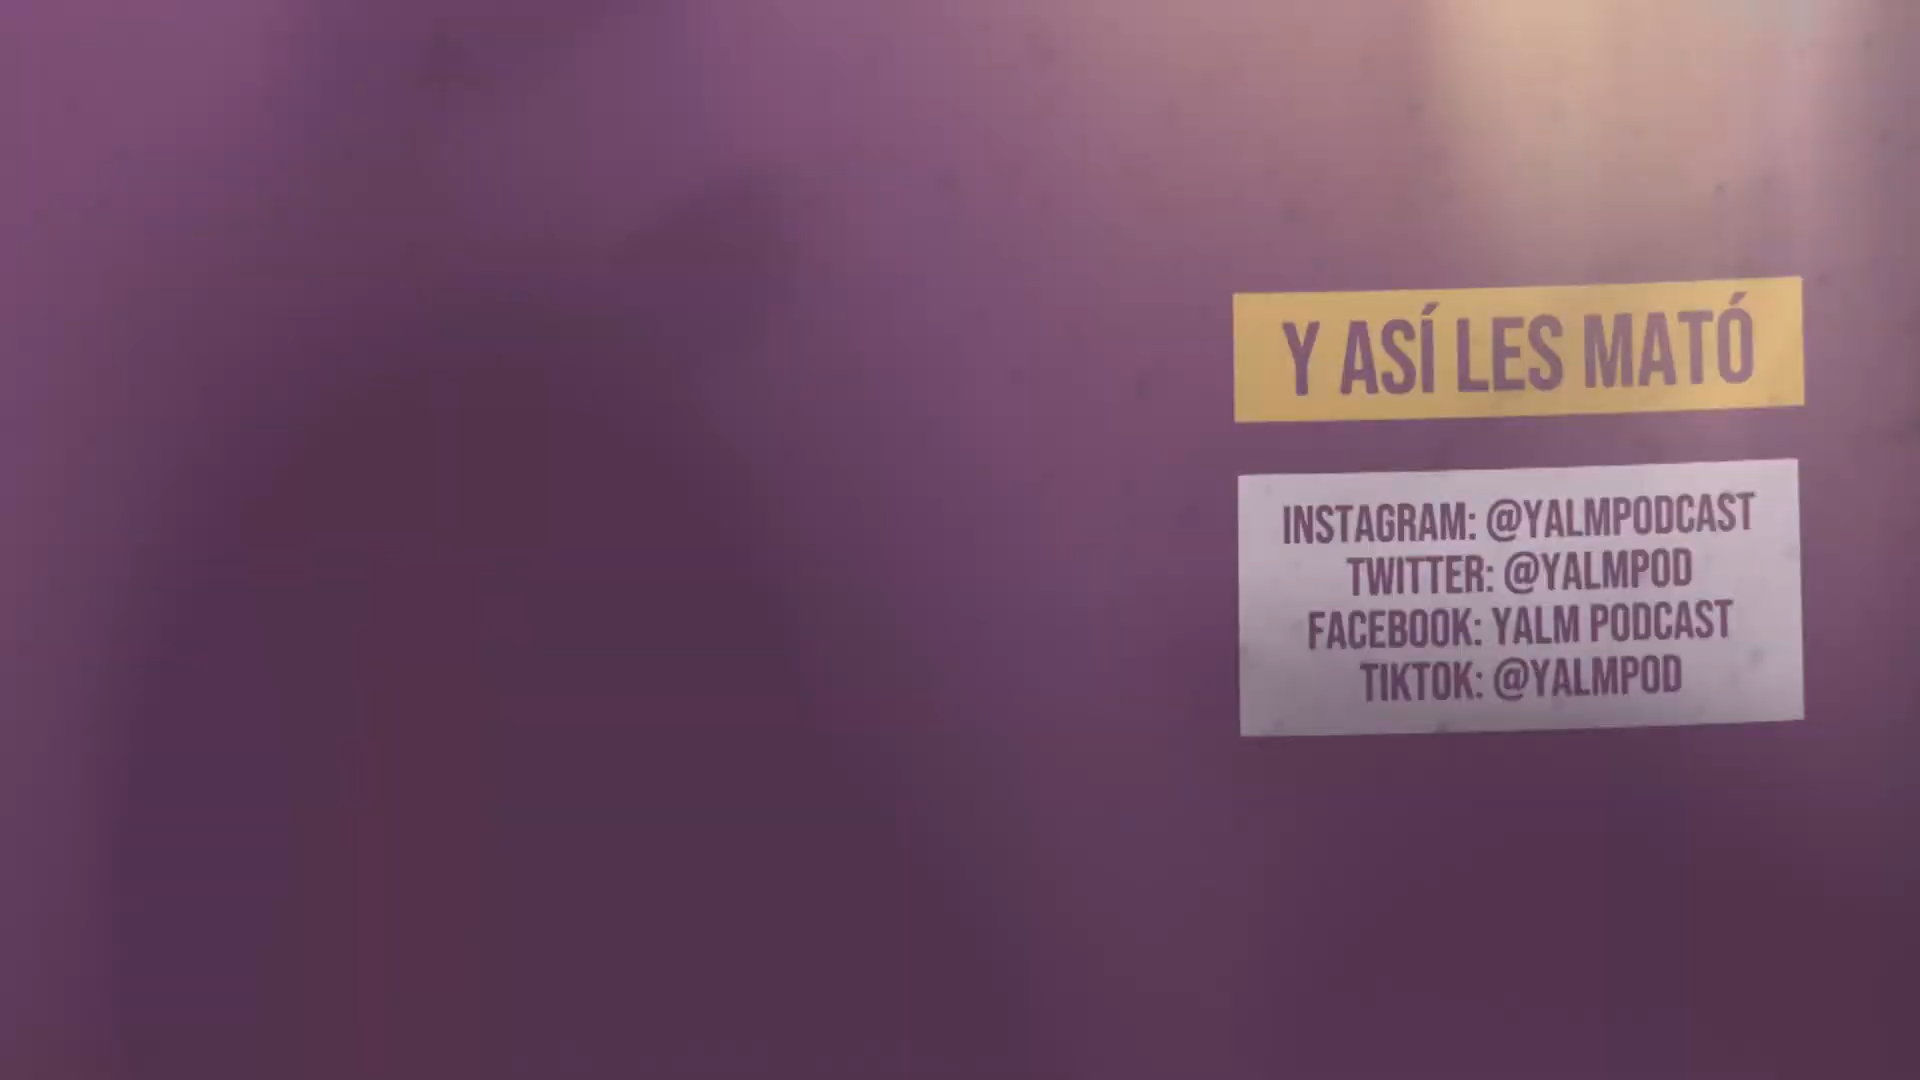 Y ASÍ LES MATÓ
INSTAGRAM: @YALMPODCAST
TWITTER: @YALMPOD
FACEBOOK: YALM PODCAST
TIKTOK: @YALMPOD